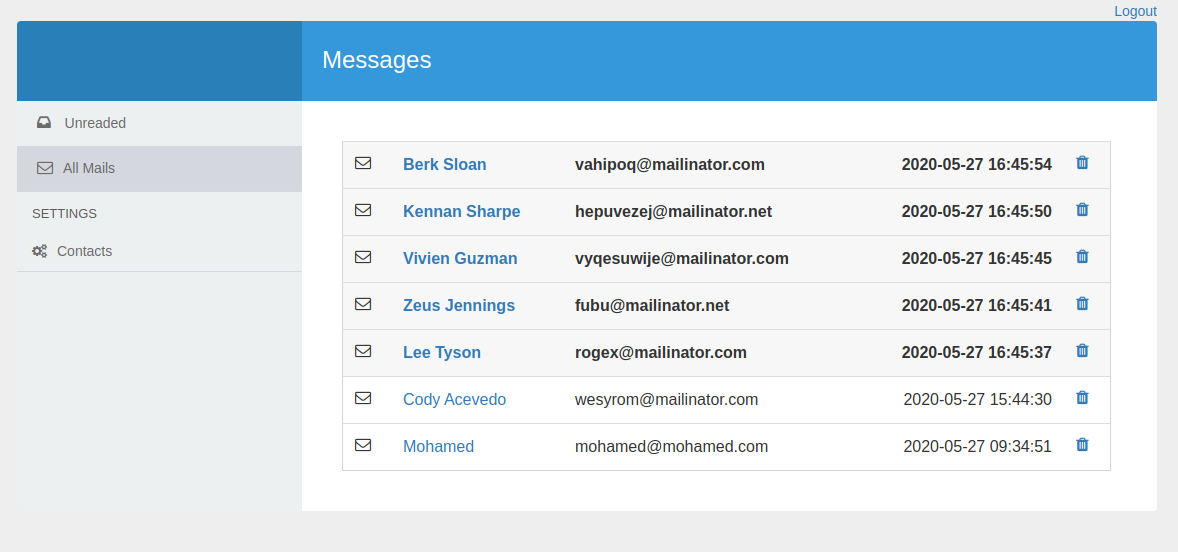 Logout
Messages
Unreaded
All Mails
SETTINGS
Contacts
Berk Sloan vahipoq@mailinator.com 2020-05-27 16:45:54
Kennan Sharpe hepuvezej@mailinator.net 2020-05-27 16:45:50
Vivien Guzman vyqesuwije@mailinator.com 2020-05-27 16:45:45
Zeus Jennings fubu@mailinator.net 2020-05-27 16:45:41
Lee Tyson rogex@mailinator.com 2020-05-27 16:45:37
Cody Acevedo wesyrom@mailinator.com 2020-05-27 15:44:30
Mohamed mohamed@mohamed.com 2020-05-27 09:34:51